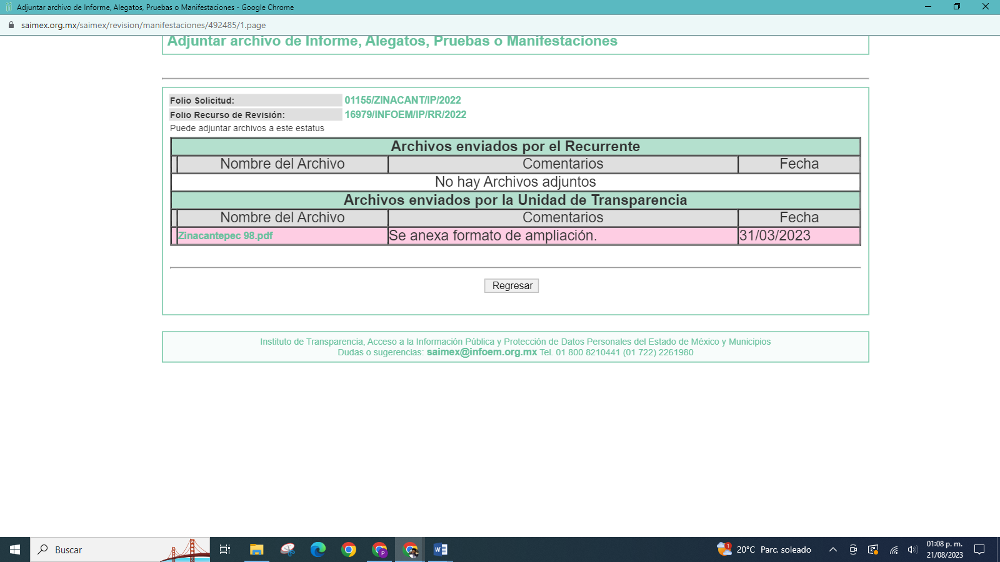 Adjuntar archivo de Informe, Alegatos, Pruebas o Manifestaciones - Google Chrome
saimex.org.mx/saimex/revision/manifestaciones/492485/1.page
Adjuntar archivo de Informe, Alegatos, Pruebas o Manifestaciones
Folio Solicitud: 01155/ZINACANT/IP/2022
Folio Recurso de Revisión: 16979/INFOEM/IP/RR/2022
Puede adjuntar archivos a este estatus
Archivos enviados por el Recurrente
Nombre del Archivo Comentarios Fecha
No hay Archivos adjuntos
Archivos enviados por la Unidad de Transparencia
Nombre del Archivo Comentarios Fecha
Zinacantepec 98.pdf Se anexa formato de ampliación. 31/03/2023
Regresar
Instituto de Transparencia, Acceso a la Información Pública y Protección de Datos Personales del Estado de México y Municipios
Dudas o sugerencias: saimex@infoem.org.mx Tel. 01 800 8210441 (01 722) 2261980
Buscar
P
W
1
20°C Parc. soleado
01:08 p. m.
21/08/2023